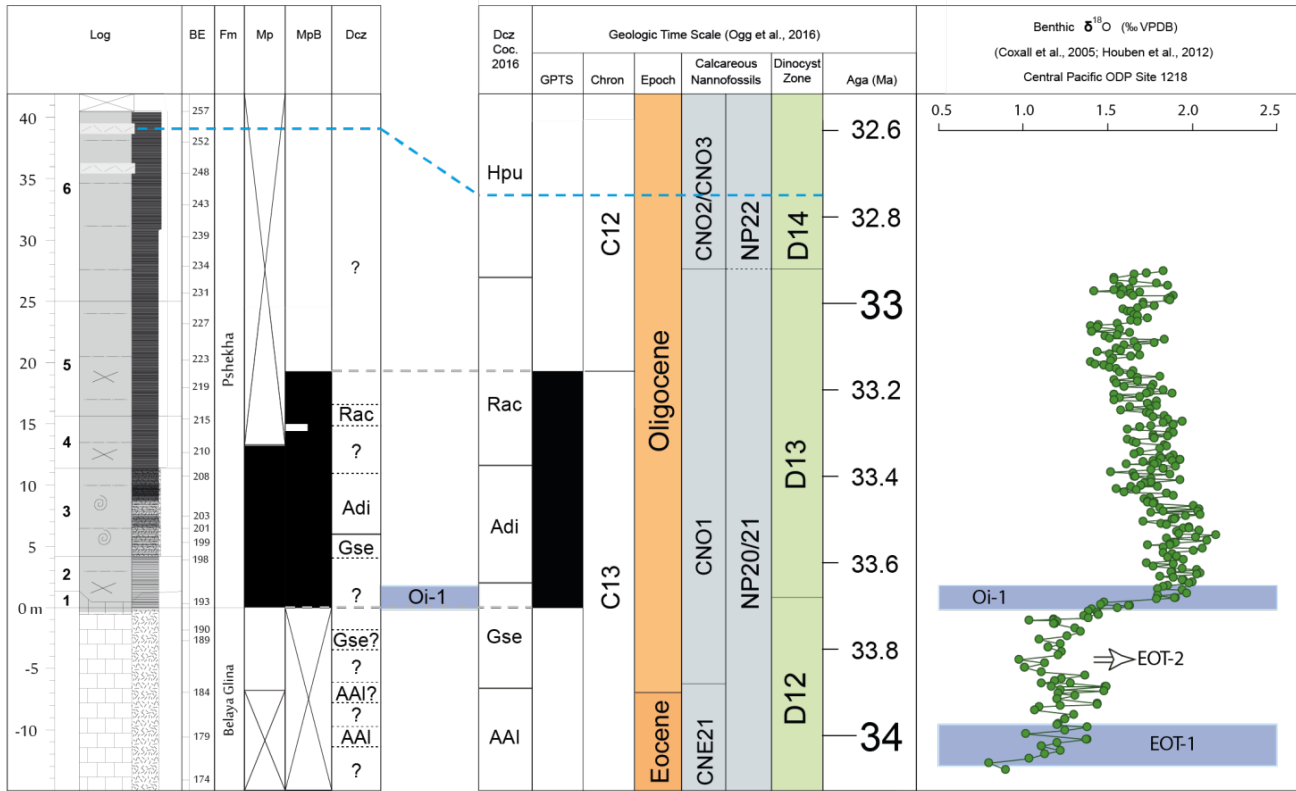 Log
BE
Fm
Mp
MpB
Dcz
Dcz
Coc.
2016
Geologic Time Scale (Ogg et al., 2016)
GPTS
Chron
Epoch
Calcareous
Nannofossils
Dinocyst
Zone
Aga (Ma)
Benthic δ18O (‰ VPDB)
(Coxall et al., 2005; Houben et al., 2012)
Central Pacific ODP Site 1218
0.5
1.0
1.5
2.0
2.5
40
35
30
25
20
15
10
5
0 m
-5
-10
6
5
4
3
2
1
257
252
248
243
239
234
231
227
223
219
215
210
208
203
201
199
198
193
190
189
184
179
174
Pshekha
Belaya Glina
?
Rac
?
Adi
Gse
?
Gse?
?
AAl?
?
AAl
?
Oi-1
Hpu
Rac
Adi
Gse
AAl
C12
C13
Oligocene
Eocene
CNO2/CNO3
CNO1
CNE21
NP22
NP20/21
D14
D13
D12
32.6
32.8
33
33.2
33.4
33.6
33.8
34
Oi-1
EOT-2
EOT-1